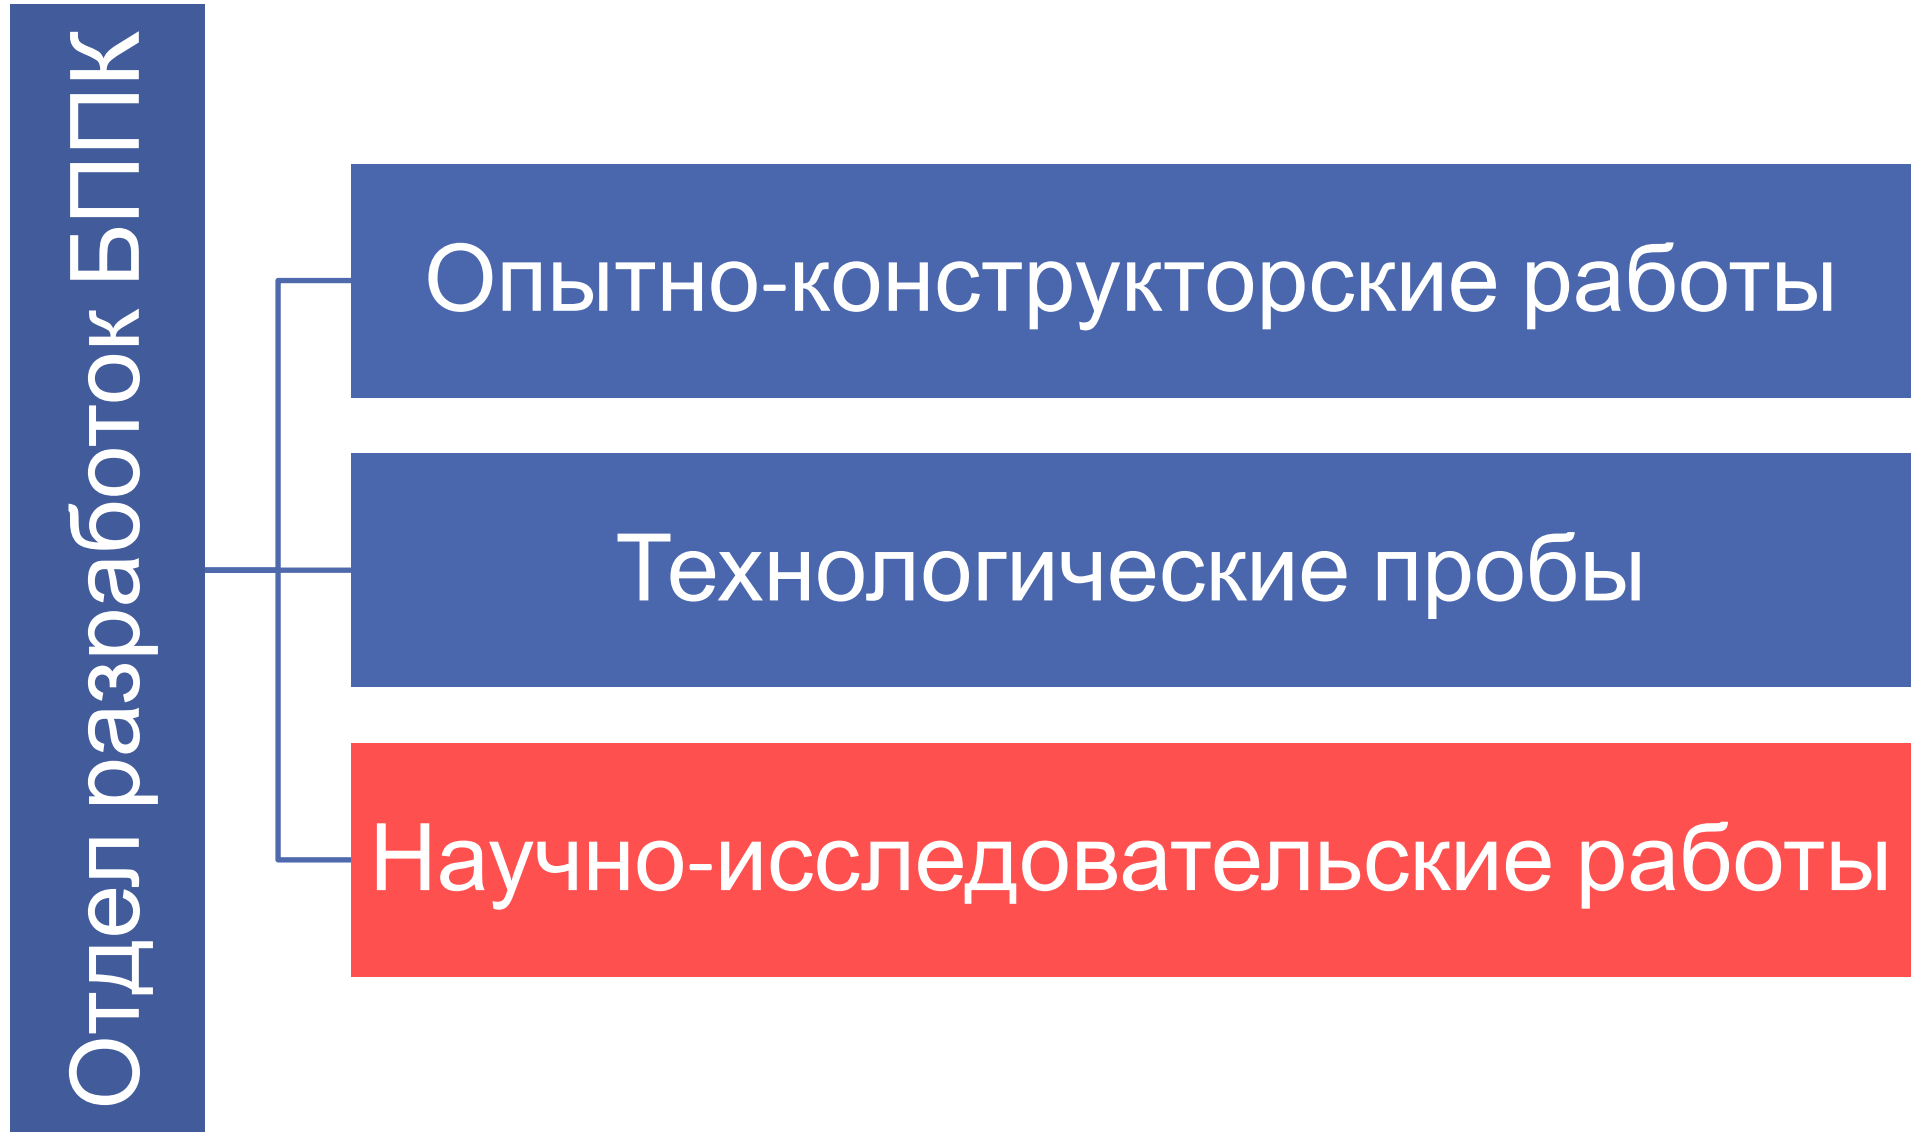 Отдел разработок БППК
Опытно-конструкторские работы
Технологические пробы
Научно-исследовательские работы